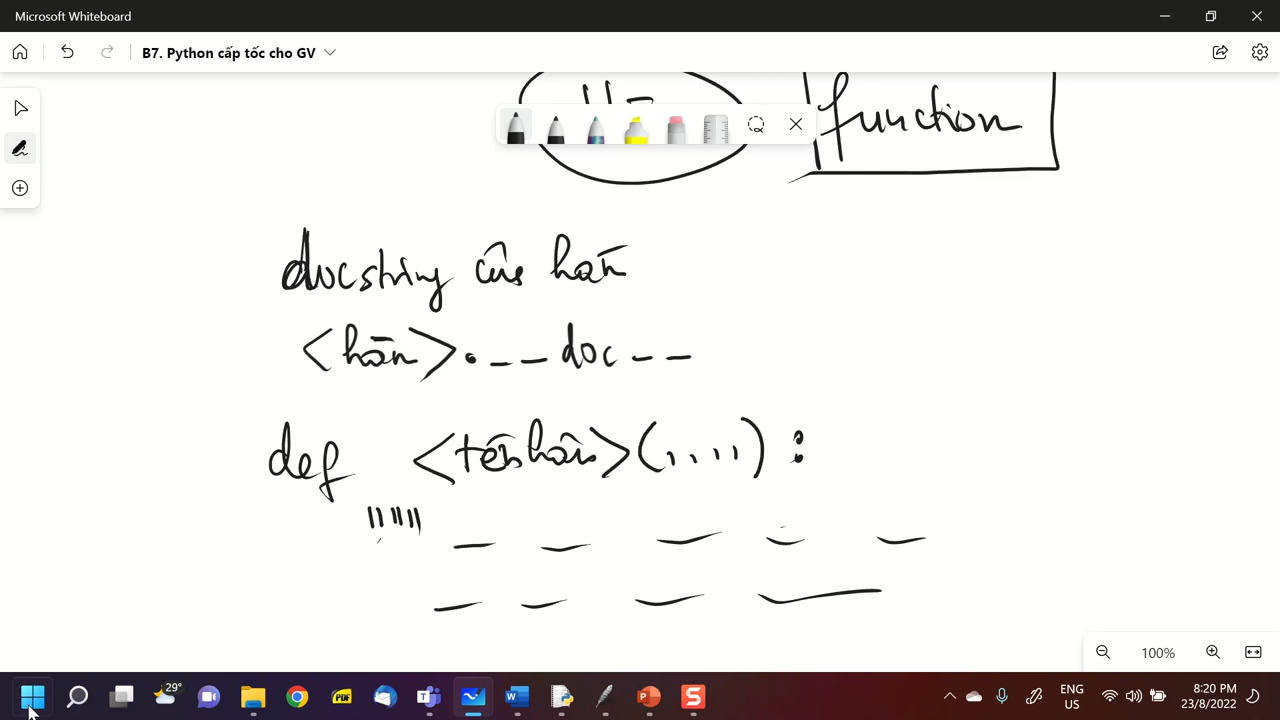 Microsoft Whiteboard
B7. Python cấp tốc cho GV
function
docstring của hàm
<hàm>.__doc__
def <tên hàm>(,,,,):
"""
100%
29°
ENG
US
8:20 PM
23/8/2022